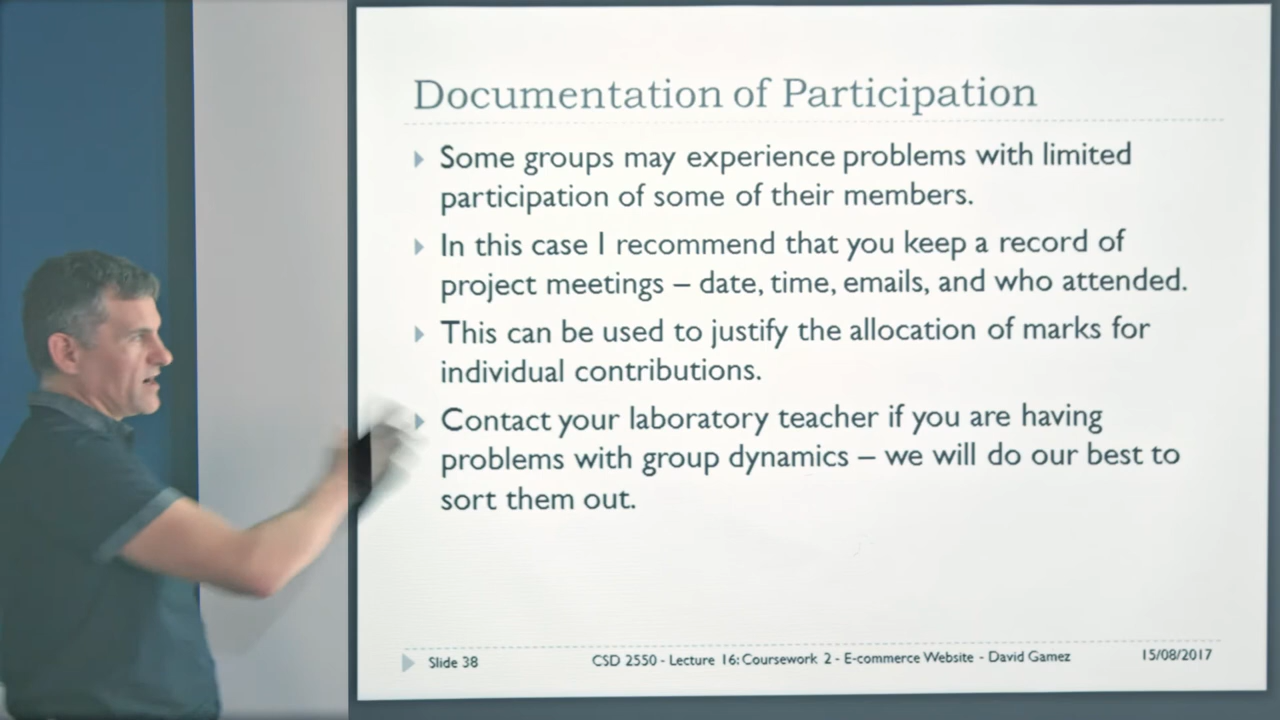 Documentation of Participation
Some groups may experience problems with limited
participation of some of their members.
In this case I recommend that you keep a record of
project meetings – date, time, emails, and who attended.
This can be used to justify the allocation of marks for
individual contributions.
Contact your laboratory teacher if you are having
problems with group dynamics – we will do our best to
sort them out.
Slide 38 CSD 2550 - Lecture 16: Coursework 2 - E-commerce Website - David Gamez 15/08/2017